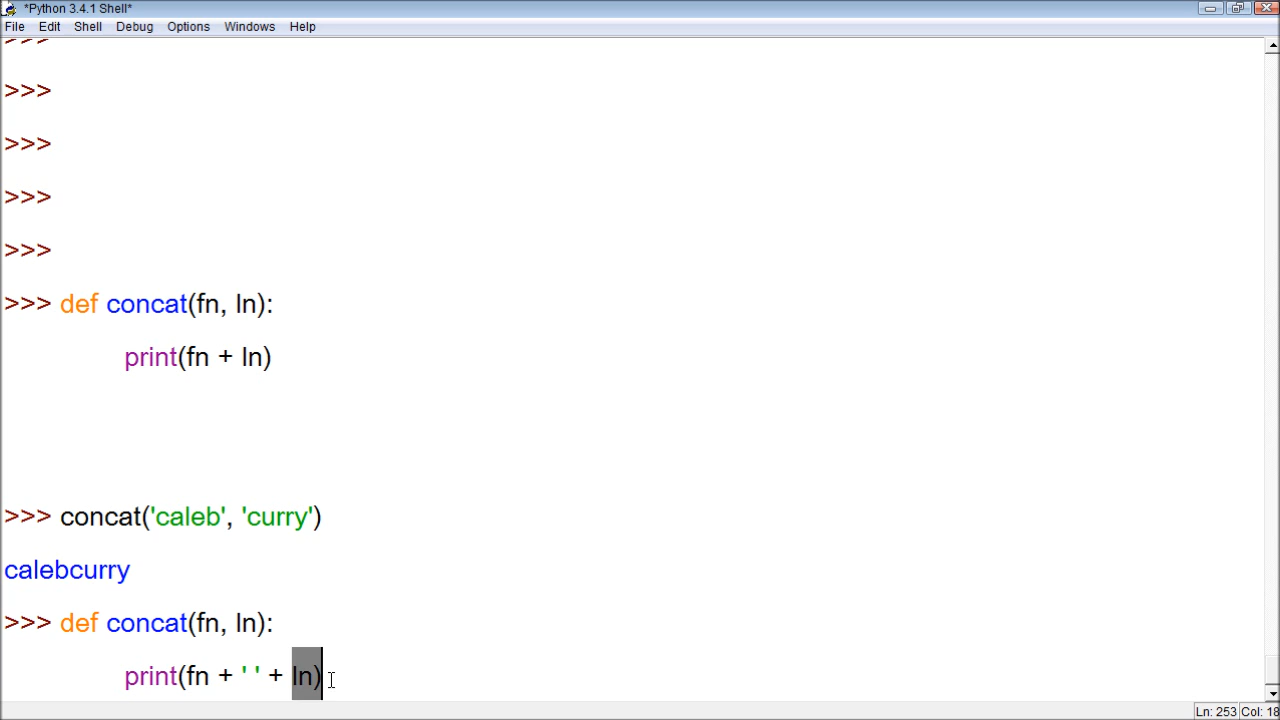 *Python 3.4.1 Shell*
File Edit Shell Debug Options Windows Help
>>>
>>>
>>>
>>>
>>>
>>> def concat(fn, ln):
print(fn + ln)
>>> concat('caleb', 'curry')
calebcurry
>>> def concat(fn, ln):
print(fn + ' ' + ln)
Ln: 253 Col: 18